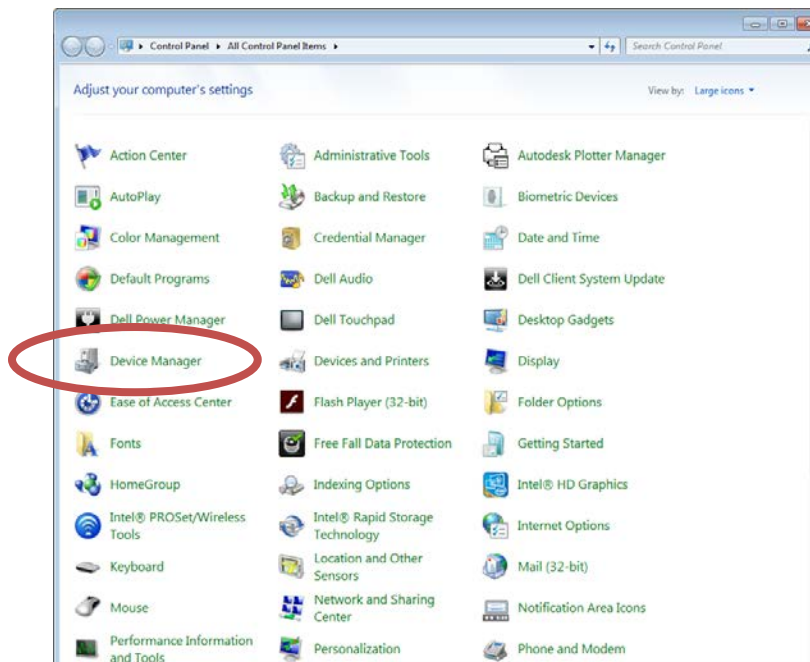 Control Panel All Control Panel Items Search Control Panel
Adjust your computer's settings View by: Large icons
Action Center Administrative Tools Autodesk Plotter Manager
AutoPlay Backup and Restore Biometric Devices
Color Management Credential Manager Date and Time
Default Programs Dell Audio Dell Client System Update
Dell Power Manager Dell Touchpad Desktop Gadgets
Device Manager Devices and Printers Display
Ease of Access Center Flash Player (32-bit) Folder Options
Fonts Free Fall Data Protection Getting Started
HomeGroup Indexing Options Intel® HD Graphics
Intel® PROSet/Wireless
Tools
Intel® Rapid Storage
Technology
Internet Options
Keyboard
Location and Other
Sensors
Mail (32-bit)
Mouse
Network and Sharing
Center
Notification Area Icons
Performance Information
and Tools
Personalization
Phone and Modem